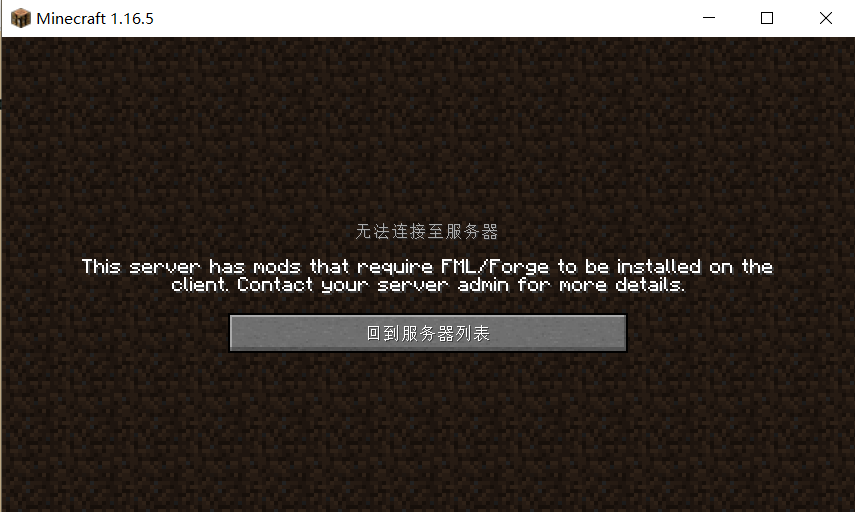 Minecraft 1.16.5
无法连接至服务器
This server has mods that require FML/Forge to be installed on the
client. Contact your server admin for more details.
回到服务器列表